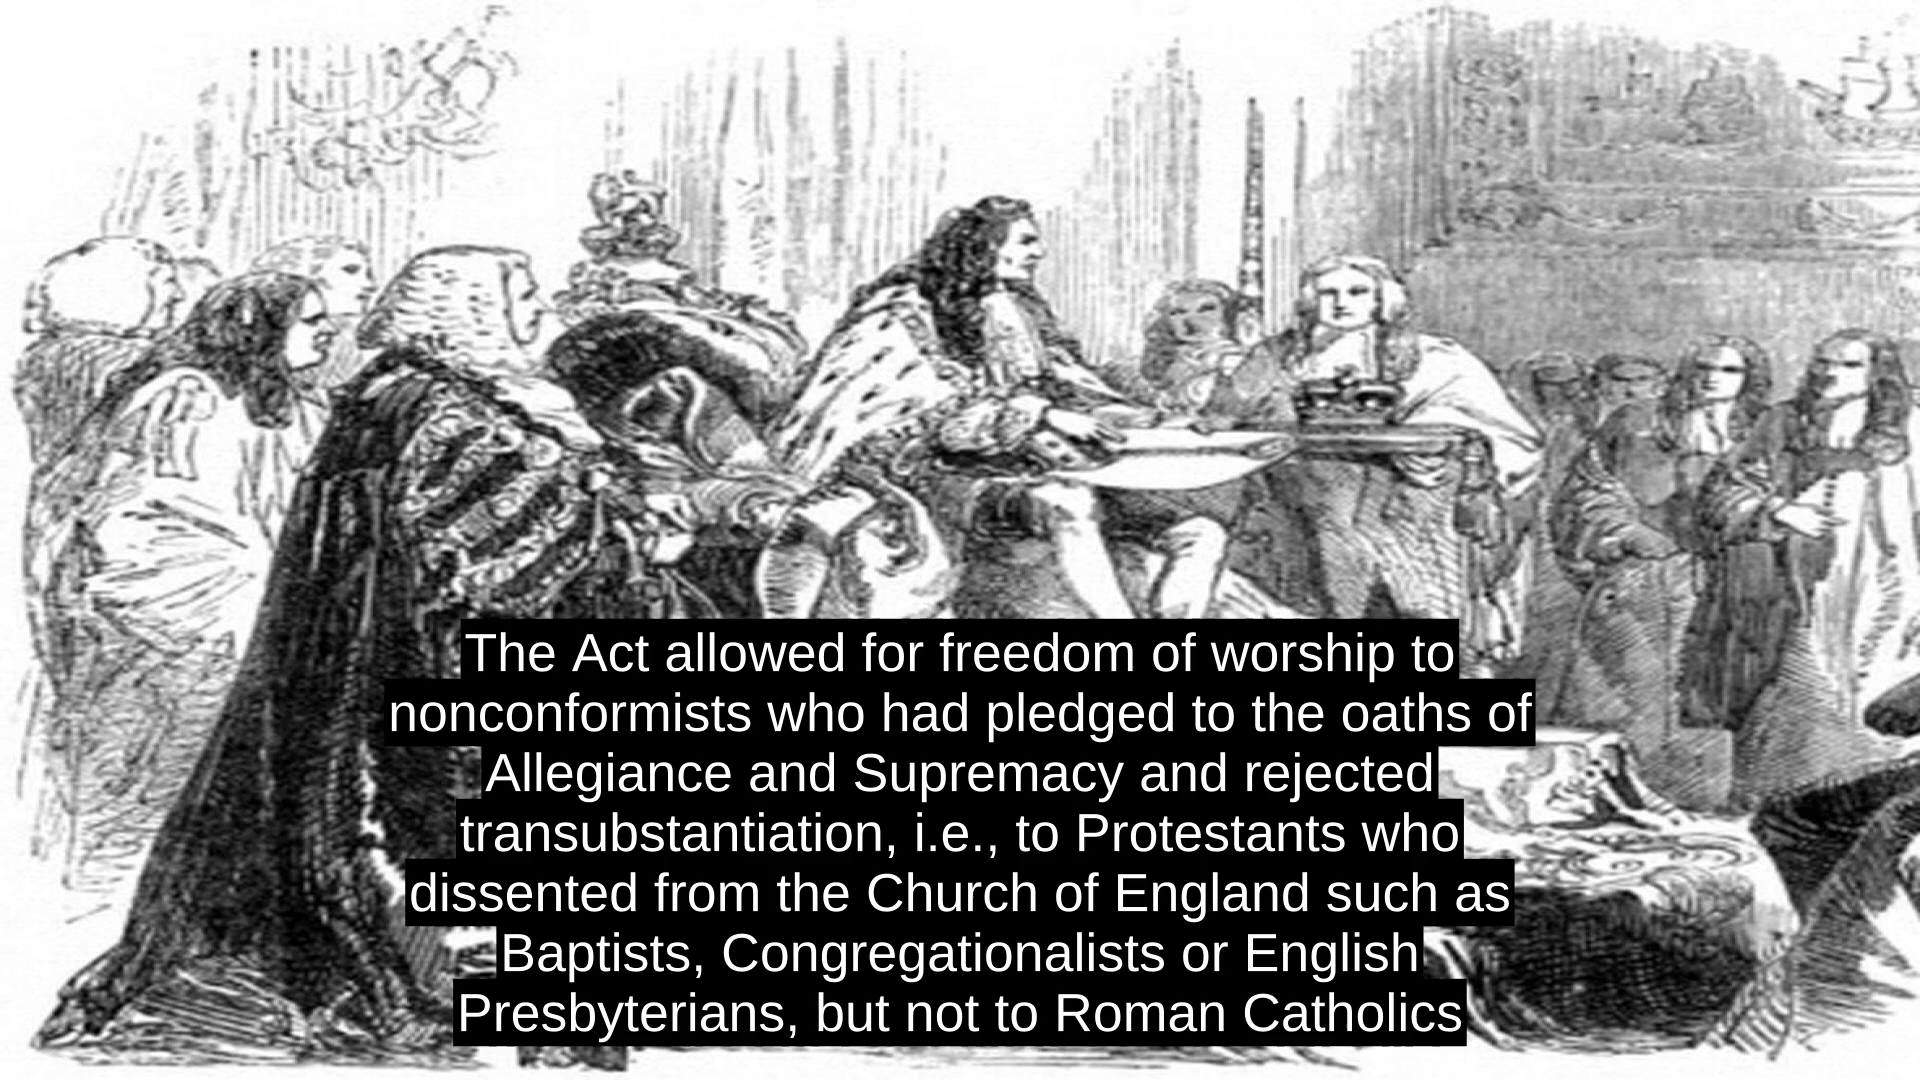 The Act allowed for freedom of worship to
nonconformists who had pledged to the oaths of
Allegiance and Supremacy and rejected
transubstantiation, i.e., to Protestants who
dissented from the Church of England such as
Baptists, Congregationalists or English
Presbyterians, but not to Roman Catholics